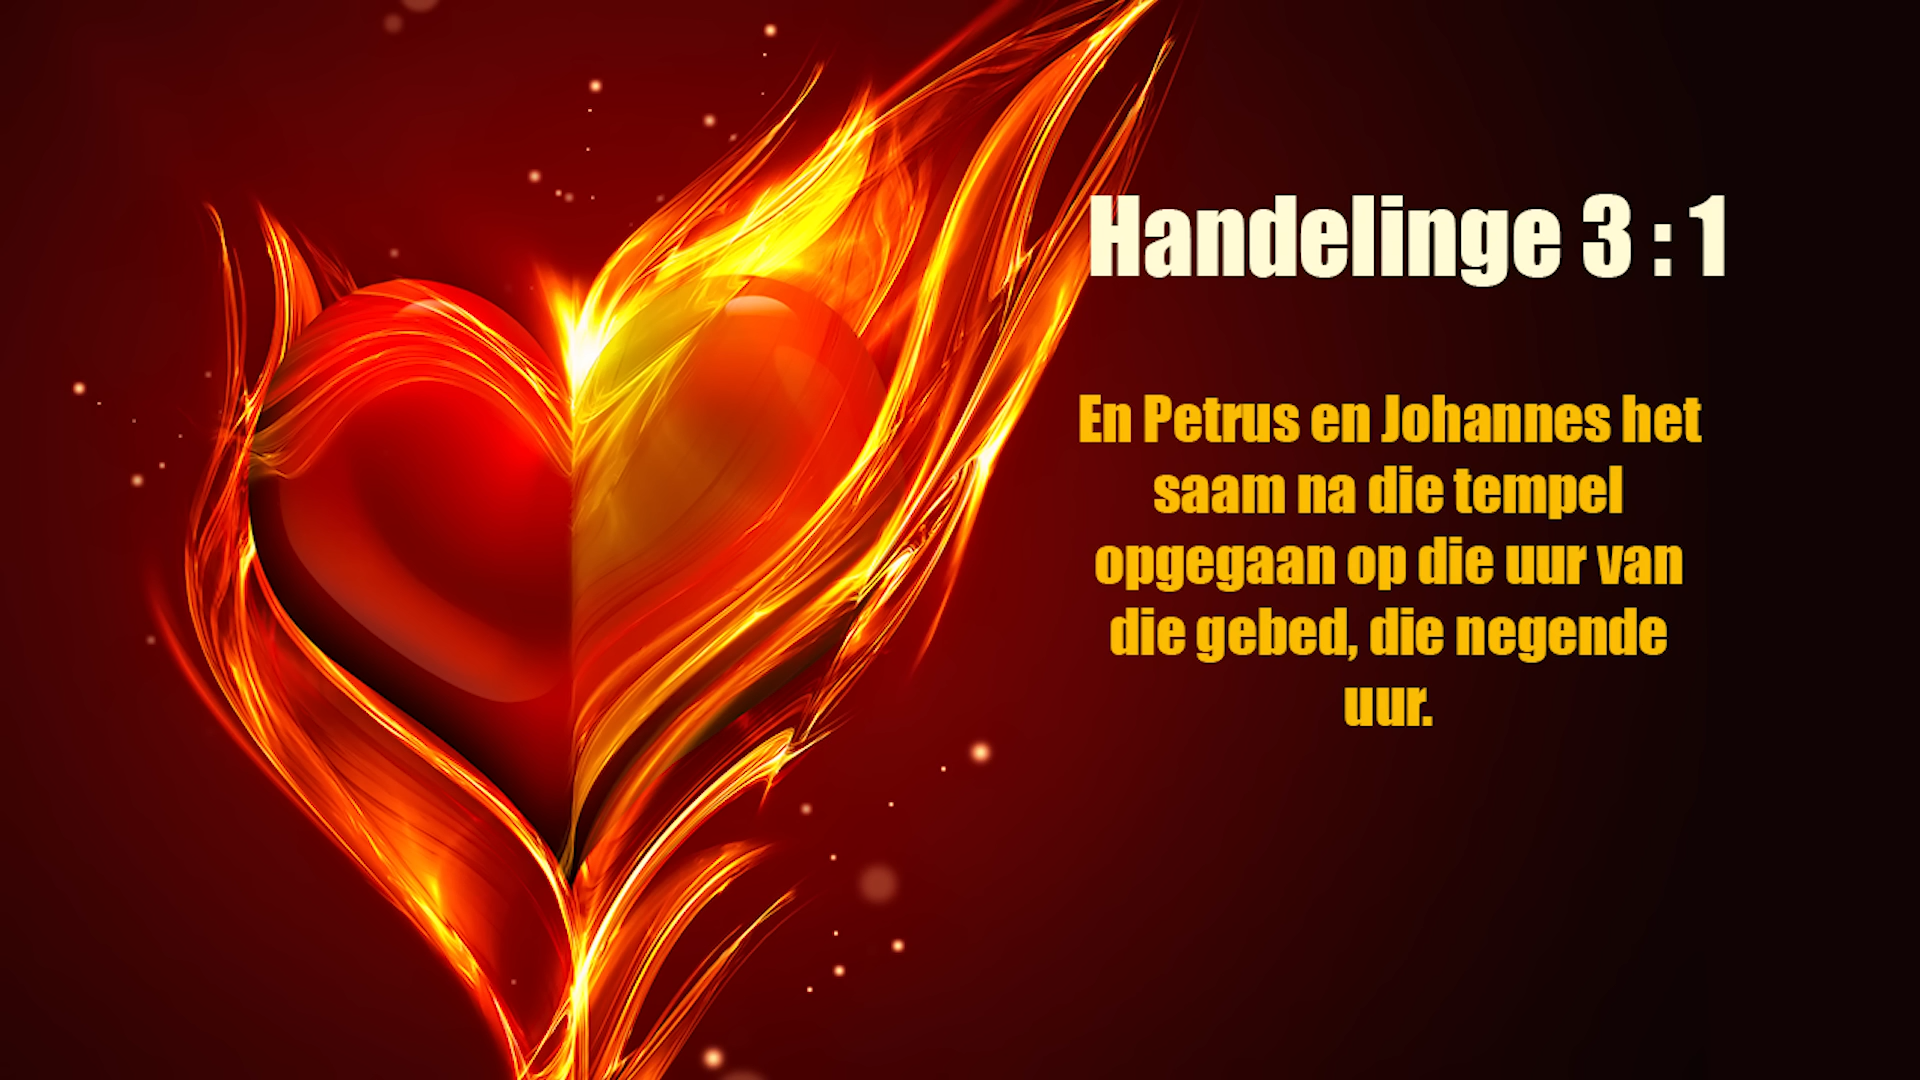 Handelinge 3 : 1
En Petrus en Johannes het
saam na die tempel
opgegaan op die uur van
die gebed, die negende
uur.